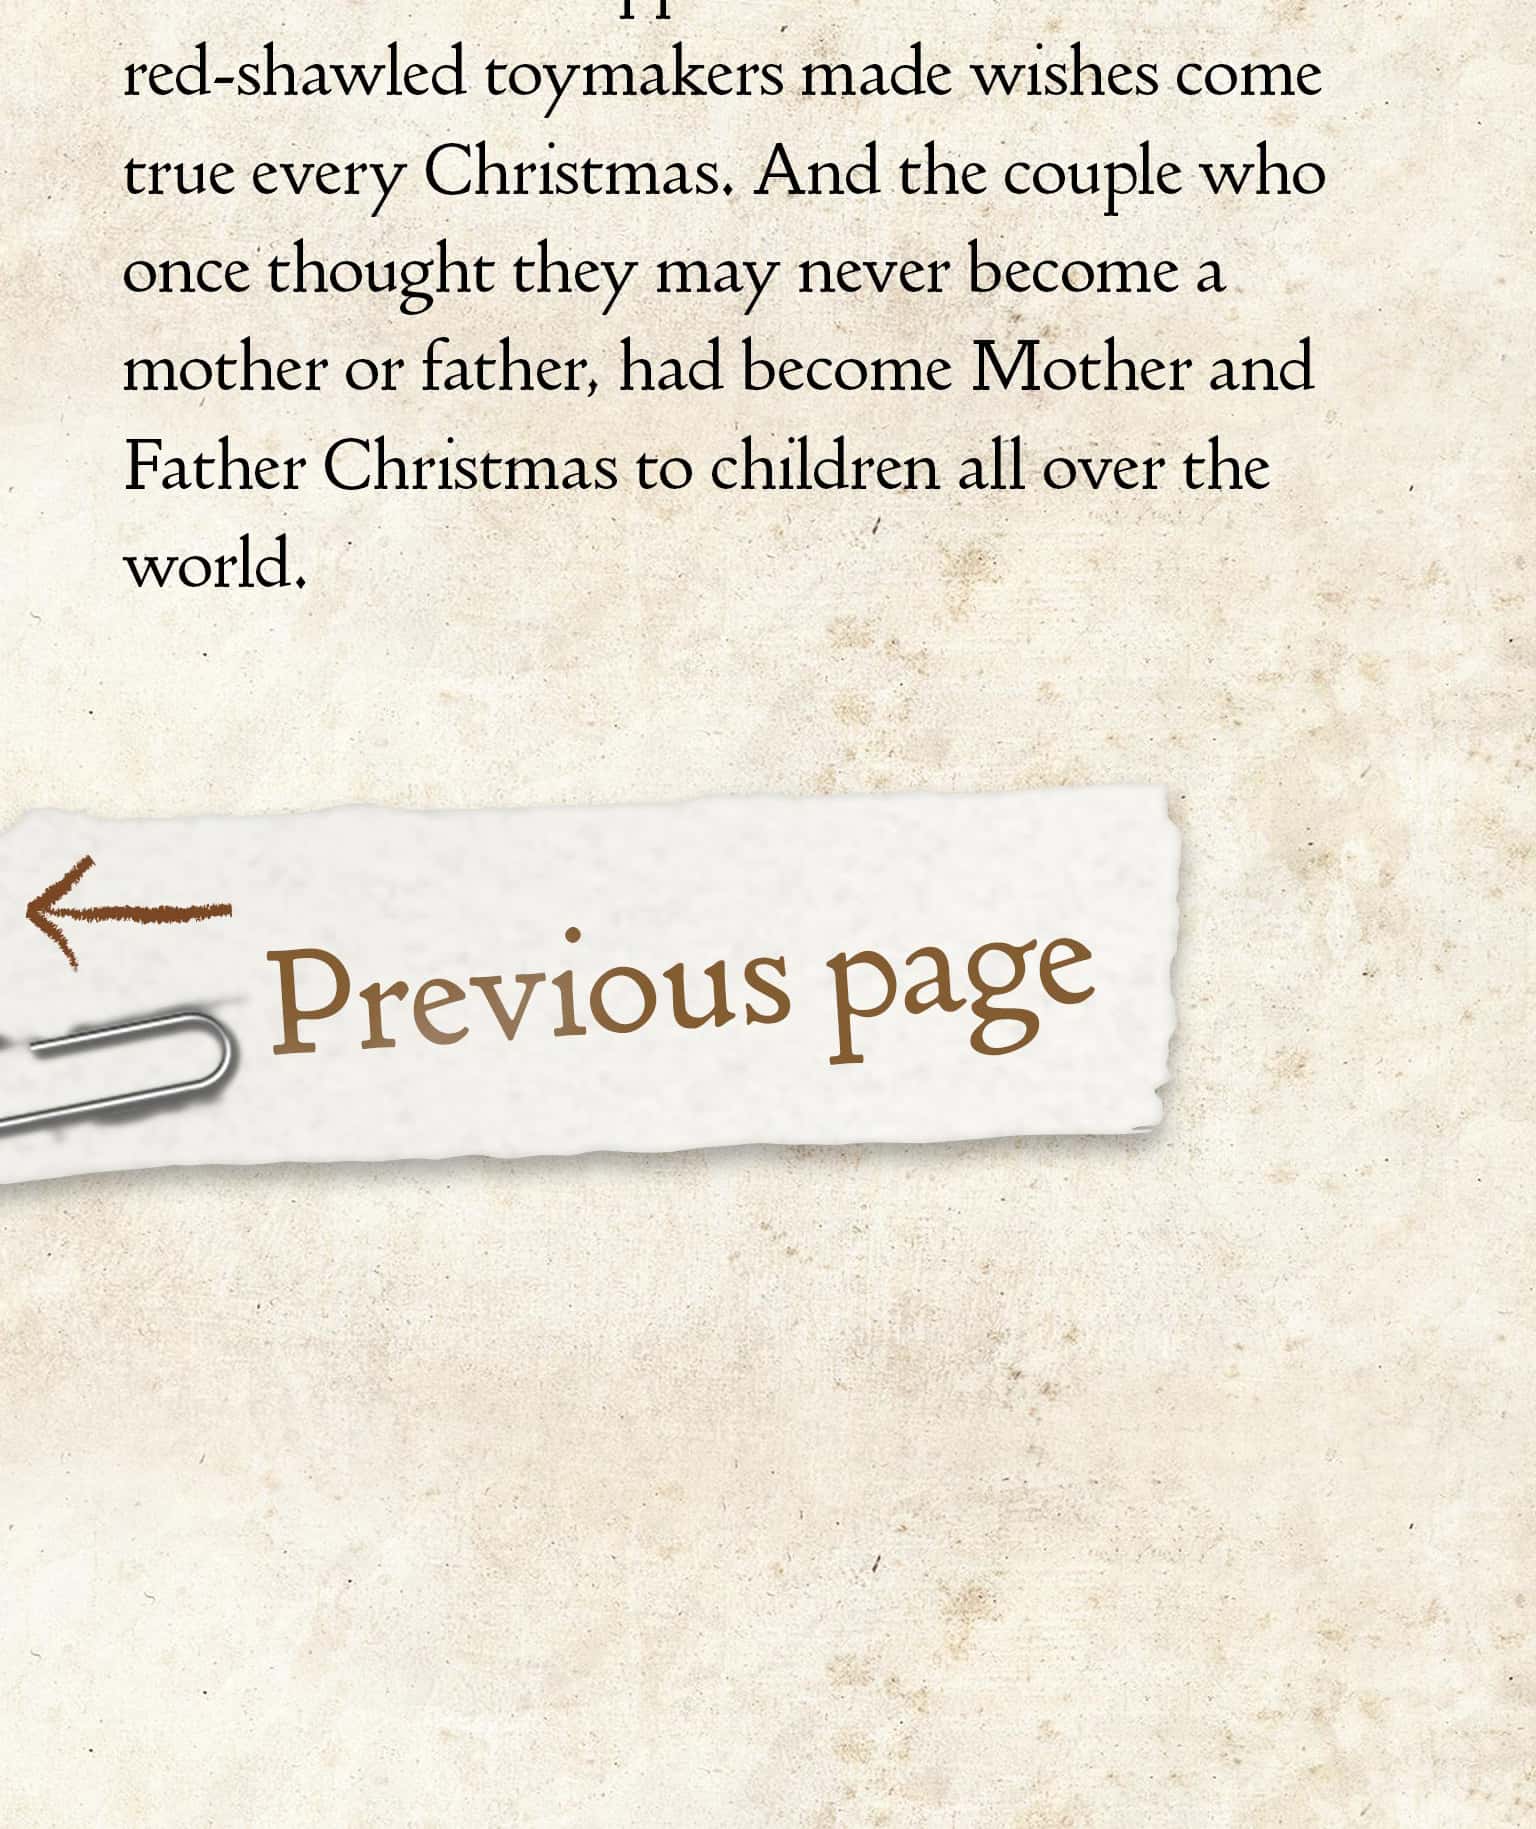 red-shawled toymakers made wishes come
true every Christmas. And the couple who
once thought they may never become a
mother or father, had become Mother and
Father Christmas to children all over the
world.
Previous page